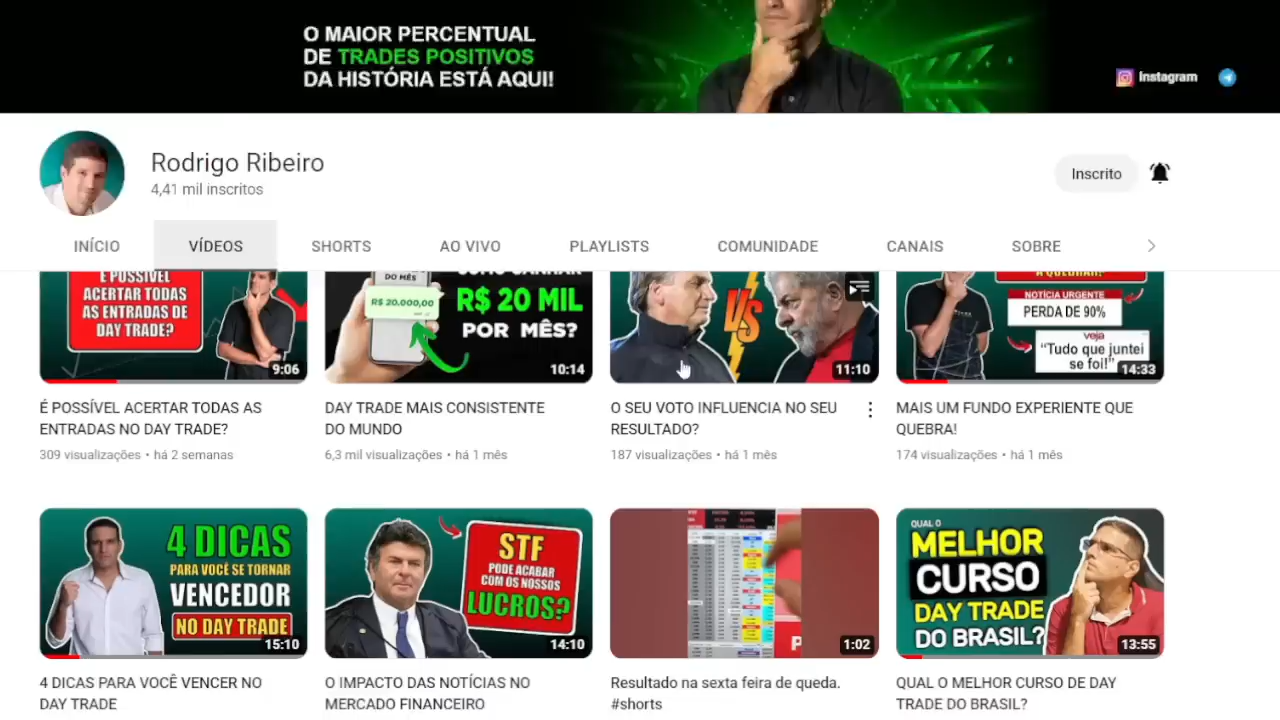 O MAIOR PERCENTUAL
DE TRADES POSITIVOS
DA HISTÓRIA ESTÁ AQUI!
Instagram
Rodrigo Ribeiro
4,41 mil inscritos
Inscrito
INÍCIO
VÍDEOS
SHORTS
AO VIVO
PLAYLISTS
COMUNIDADE
CANAIS
SOBRE
É POSSÍVEL
ACERTAR TODAS
AS ENTRADAS DE
DAY TRADE?
9:06
DO MÊS
R$ 20.000,00
COMO GANHAR
R$ 20 MIL
POR MÊS?
10:14
VS
11:10
A QUEBRAR!
NOTÍCIA URGENTE
PERDA DE 90%
veja
“Tudo que juntei
se foi!”
14:33
É POSSÍVEL ACERTAR TODAS AS
ENTRADAS NO DAY TRADE?
309 visualizações • há 2 semanas
DAY TRADE MAIS CONSISTENTE
DO MUNDO
6,3 mil visualizações • há 1 mês
O SEU VOTO INFLUENCIA NO SEU
RESULTADO?
187 visualizações • há 1 mês
MAIS UM FUNDO EXPERIENTE QUE
QUEBRA!
174 visualizações • há 1 mês
4 DICAS
PARA VOCÊ SE TORNAR
VENCEDOR
NO DAY TRADE
15:10
STF
PODE ACABAR
COM OS NOSSOS
LUCROS?
14:10
P
1:02
QUAL O
MELHOR
CURSO
DAY TRADE
DO BRASIL?
13:55
4 DICAS PARA VOCÊ VENCER NO
DAY TRADE
O IMPACTO DAS NOTÍCIAS NO
MERCADO FINANCEIRO
Resultado na sexta feira de queda.
#shorts
QUAL O MELHOR CURSO DE DAY
TRADE DO BRASIL?